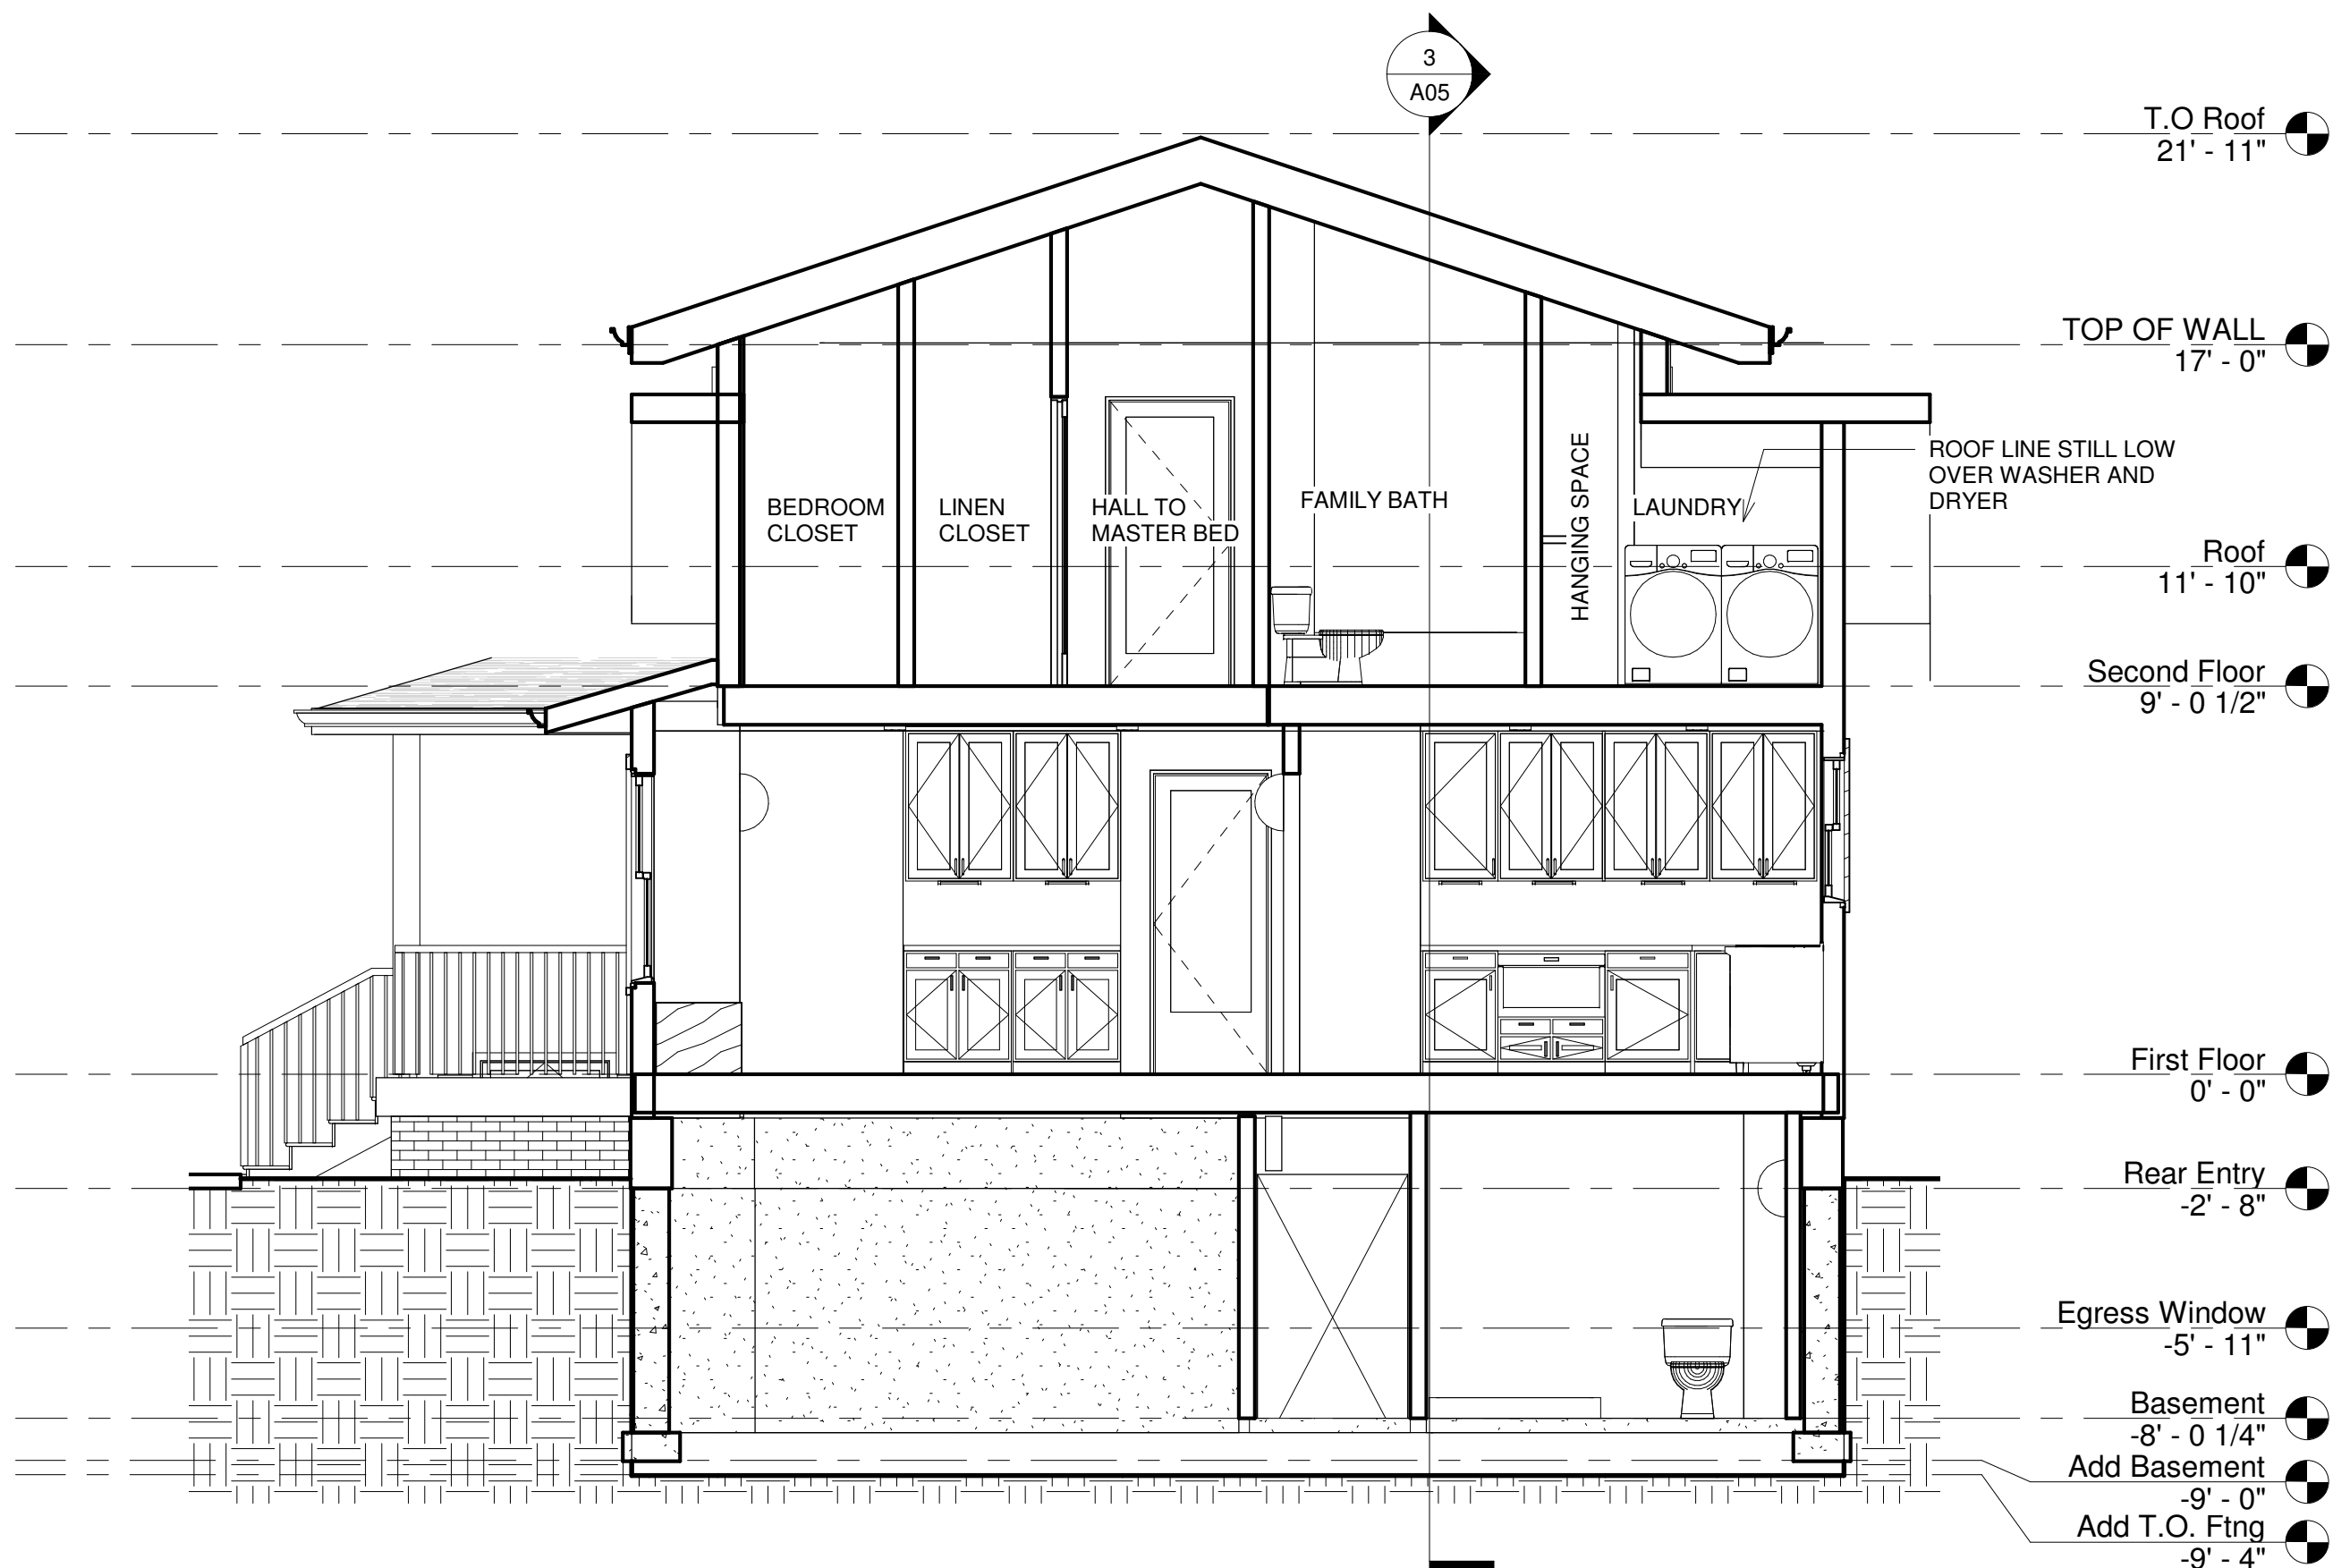 3
A05
T.O Roof
21' - 11"
TOP OF WALL
17' - 0"
ROOF LINE STILL LOW
OVER WASHER AND
DRYER
BEDROOM
CLOSET
LINEN
CLOSET
HALL TO
MASTER BED
FAMILY BATH
HANGING SPACE
LAUNDRY
Roof
11' - 10"
Second Floor
9' - 0 1/2"
First Floor
0' - 0"
Rear Entry
-2' - 8"
Egress Window
-5' - 11"
Basement
-8' - 0 1/4"
Add Basement
-9' - 0"
Add T.O. Ftng
-9' - 4"